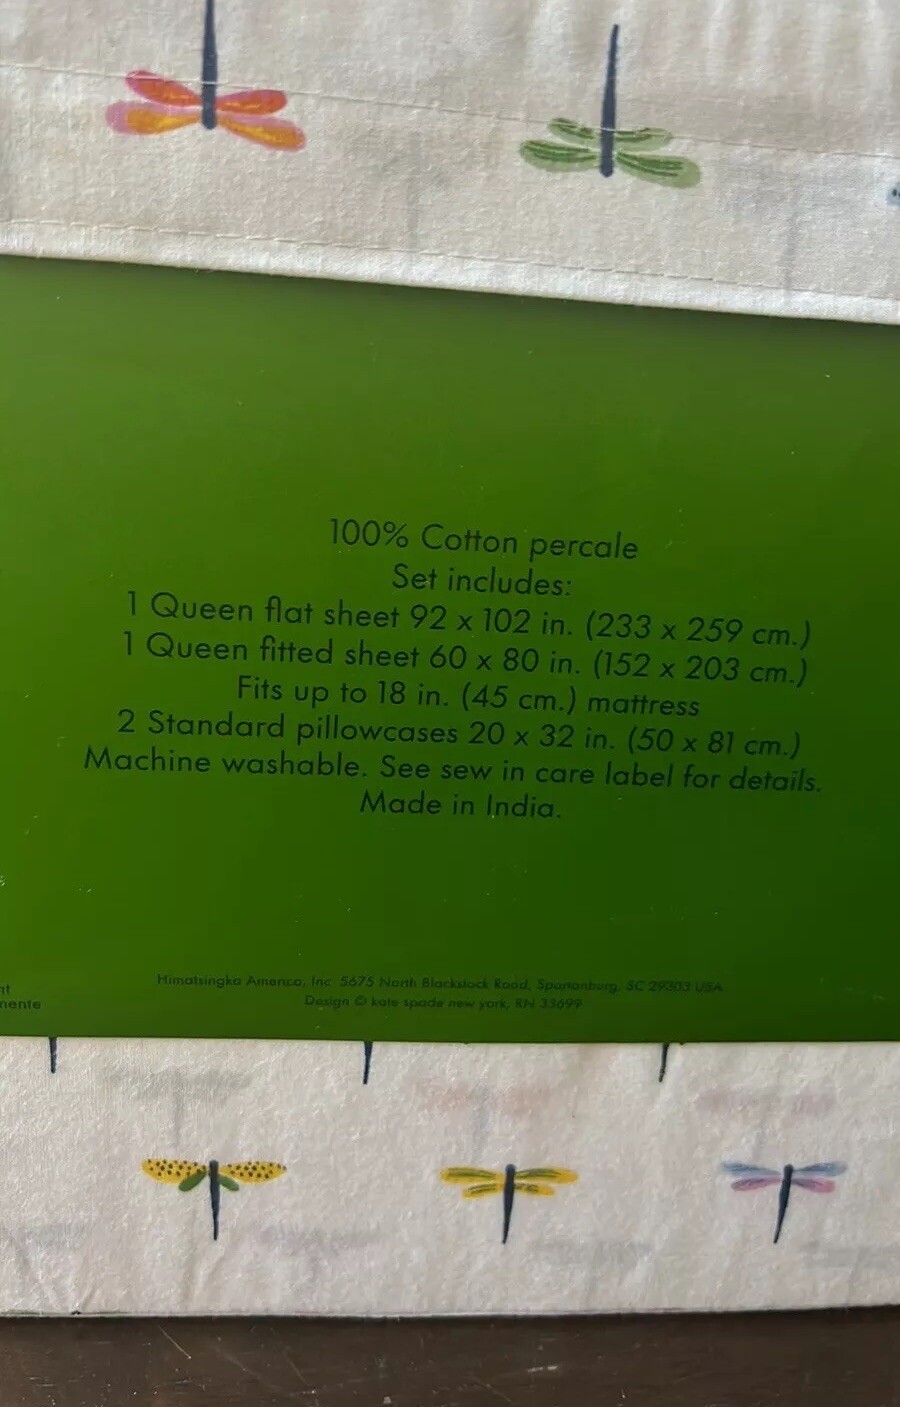 100% Cotton percale
Set includes:
1 Queen flat sheet 92 x 102 in. (233 x 259 cm.)
1 Queen fitted sheet 60 x 80 in. (152 x 203 cm.)
Fits up to 18 in. (45 cm.) mattress
2 Standard pillowcases 20 x 32 in. (50 x 81 cm.)
Machine washable. See sew in care label for details.
Made in India.
Himatsingka America, Inc 5675 North Blackstock Road, Spartanburg, SC 29303 USA
Design © kate spade new york, RN 33699